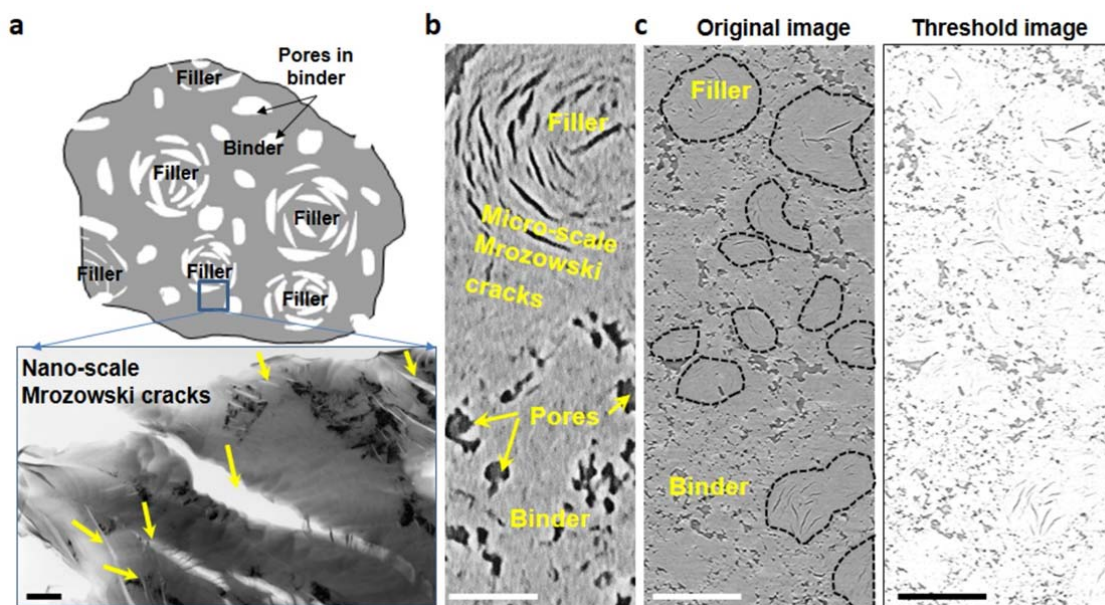 a
Pores in
binder
Filler
Binder
Filler
Filler
Filler
Filler
Filler
Nano-scale
Mrozowski cracks
b
Filler
Micro-scale
Mrozowski
cracks
Pores
Binder
c
Original image
Filler
Binder
Threshold image